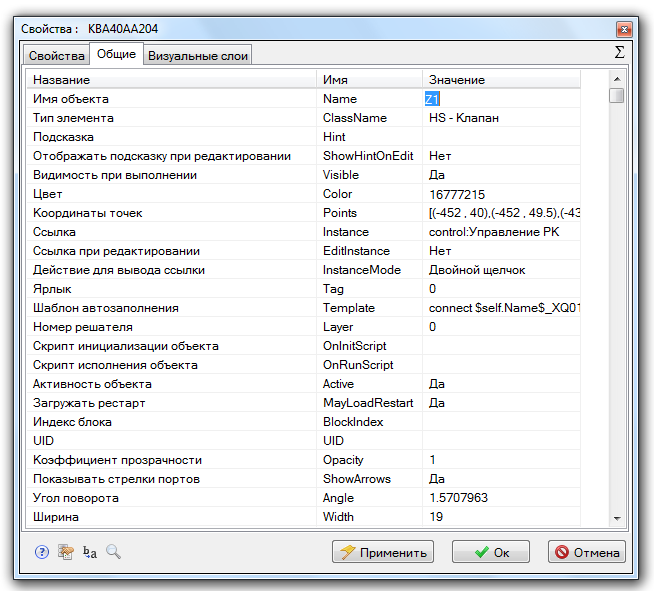 Свойства : KBA40AA204
Свойства Общие Визуальные слои Σ
Название Имя Значение
Имя объекта Name Z1
Тип элемента ClassName HS - Клапан
Подсказка Hint
Отображать подсказку при редактировании ShowHintOnEdit Нет
Видимость при выполнении Visible Да
Цвет Color 16777215
Координаты точек Points [(-452 , 40),(-452 , 49.5),(-43
Ссылка Instance control:Управление РК
Ссылка при редактировании EditInstance Нет
Действие для вывода ссылки InstanceMode Двойной щелчок
Ярлык Tag 0
Шаблон автозаполнения Template connect $self.Name$_XQ01
Номер решателя Layer 0
Скрипт инициализации объекта OnInitScript
Скрипт исполнения объекта OnRunScript
Активность объекта Active Да
Загружать рестарт MayLoadRestart Да
Индекс блока BlockIndex
UID UID
Коэффициент прозрачности Opacity 1
Показывать стрелки портов ShowArrows Да
Угол поворота Angle 1.5707963
Ширина Width 19
? ba Применить Ок Отмена